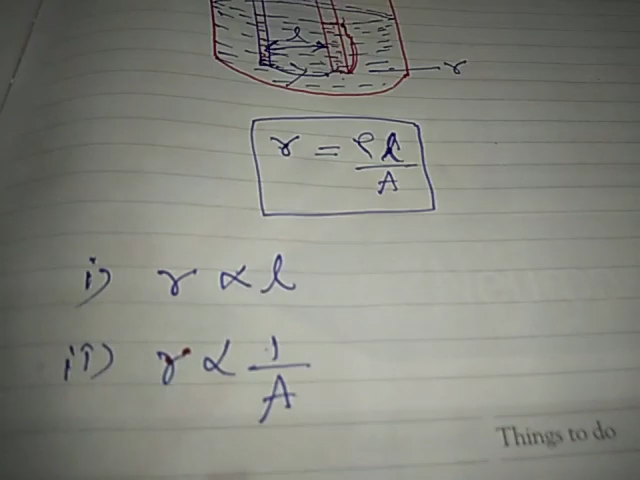 l
r
r = ρl/A
i) r ∝ l
ii) r ∝ 1/A
Things to do